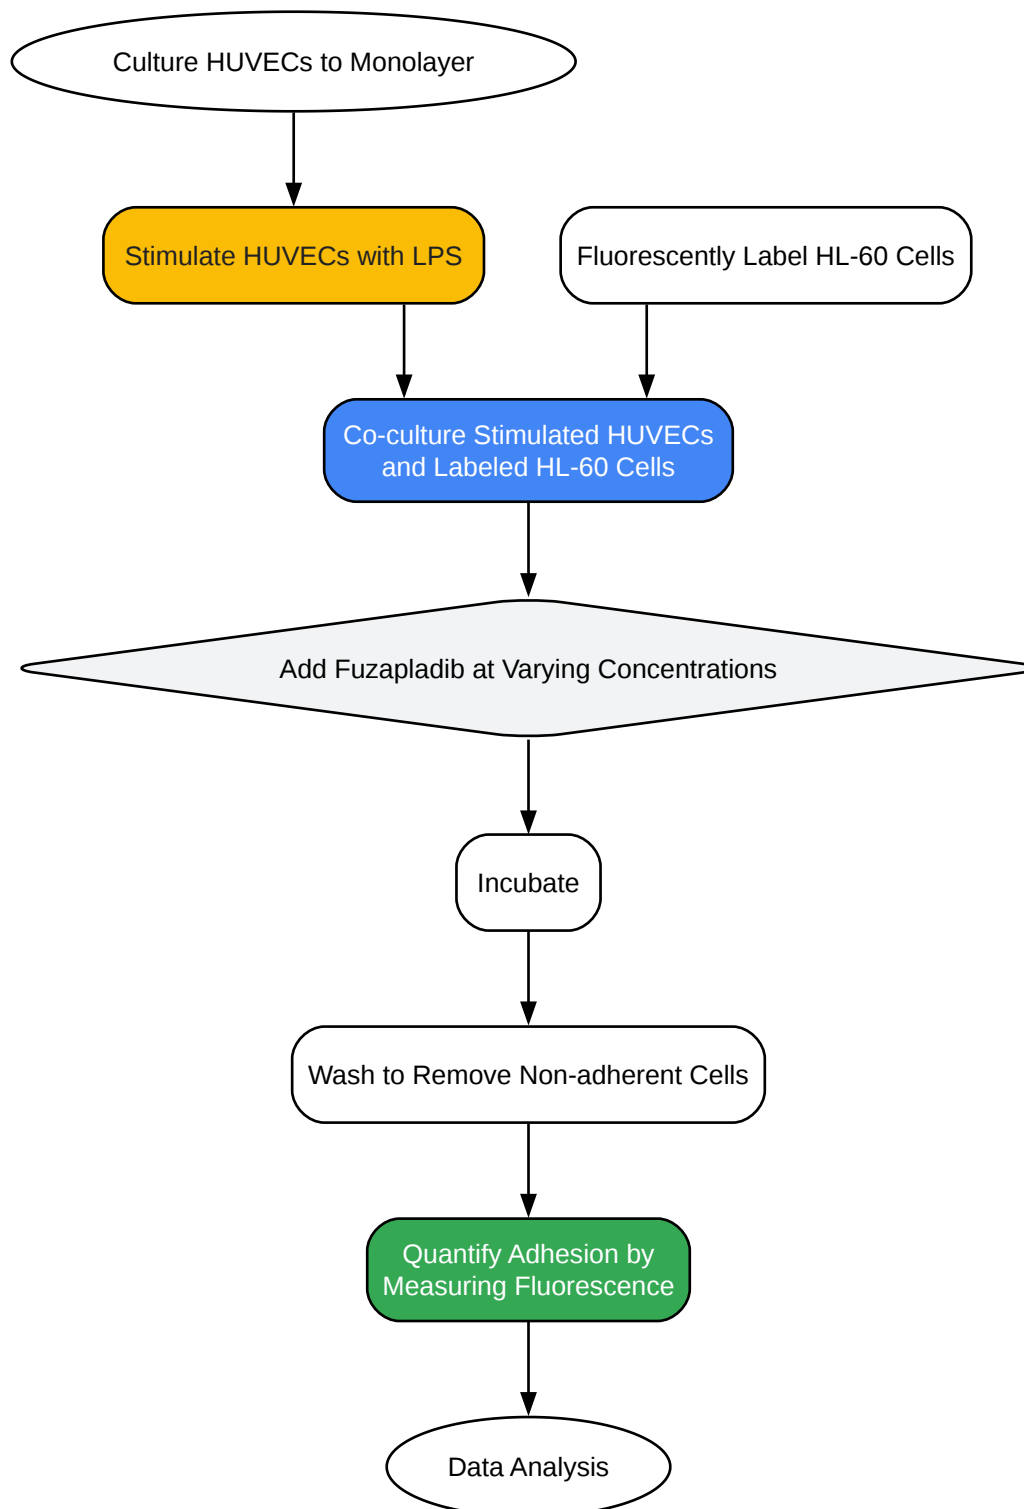 Culture HUVECs to Monolayer
Stimulate HUVECs with LPS
Fluorescently Label HL-60 Cells
Co-culture Stimulated HUVECs
and Labeled HL-60 Cells
Add Fuzapladib at Varying Concentrations
Incubate
Wash to Remove Non-adherent Cells
Quantify Adhesion by
Measuring Fluorescence
Data Analysis